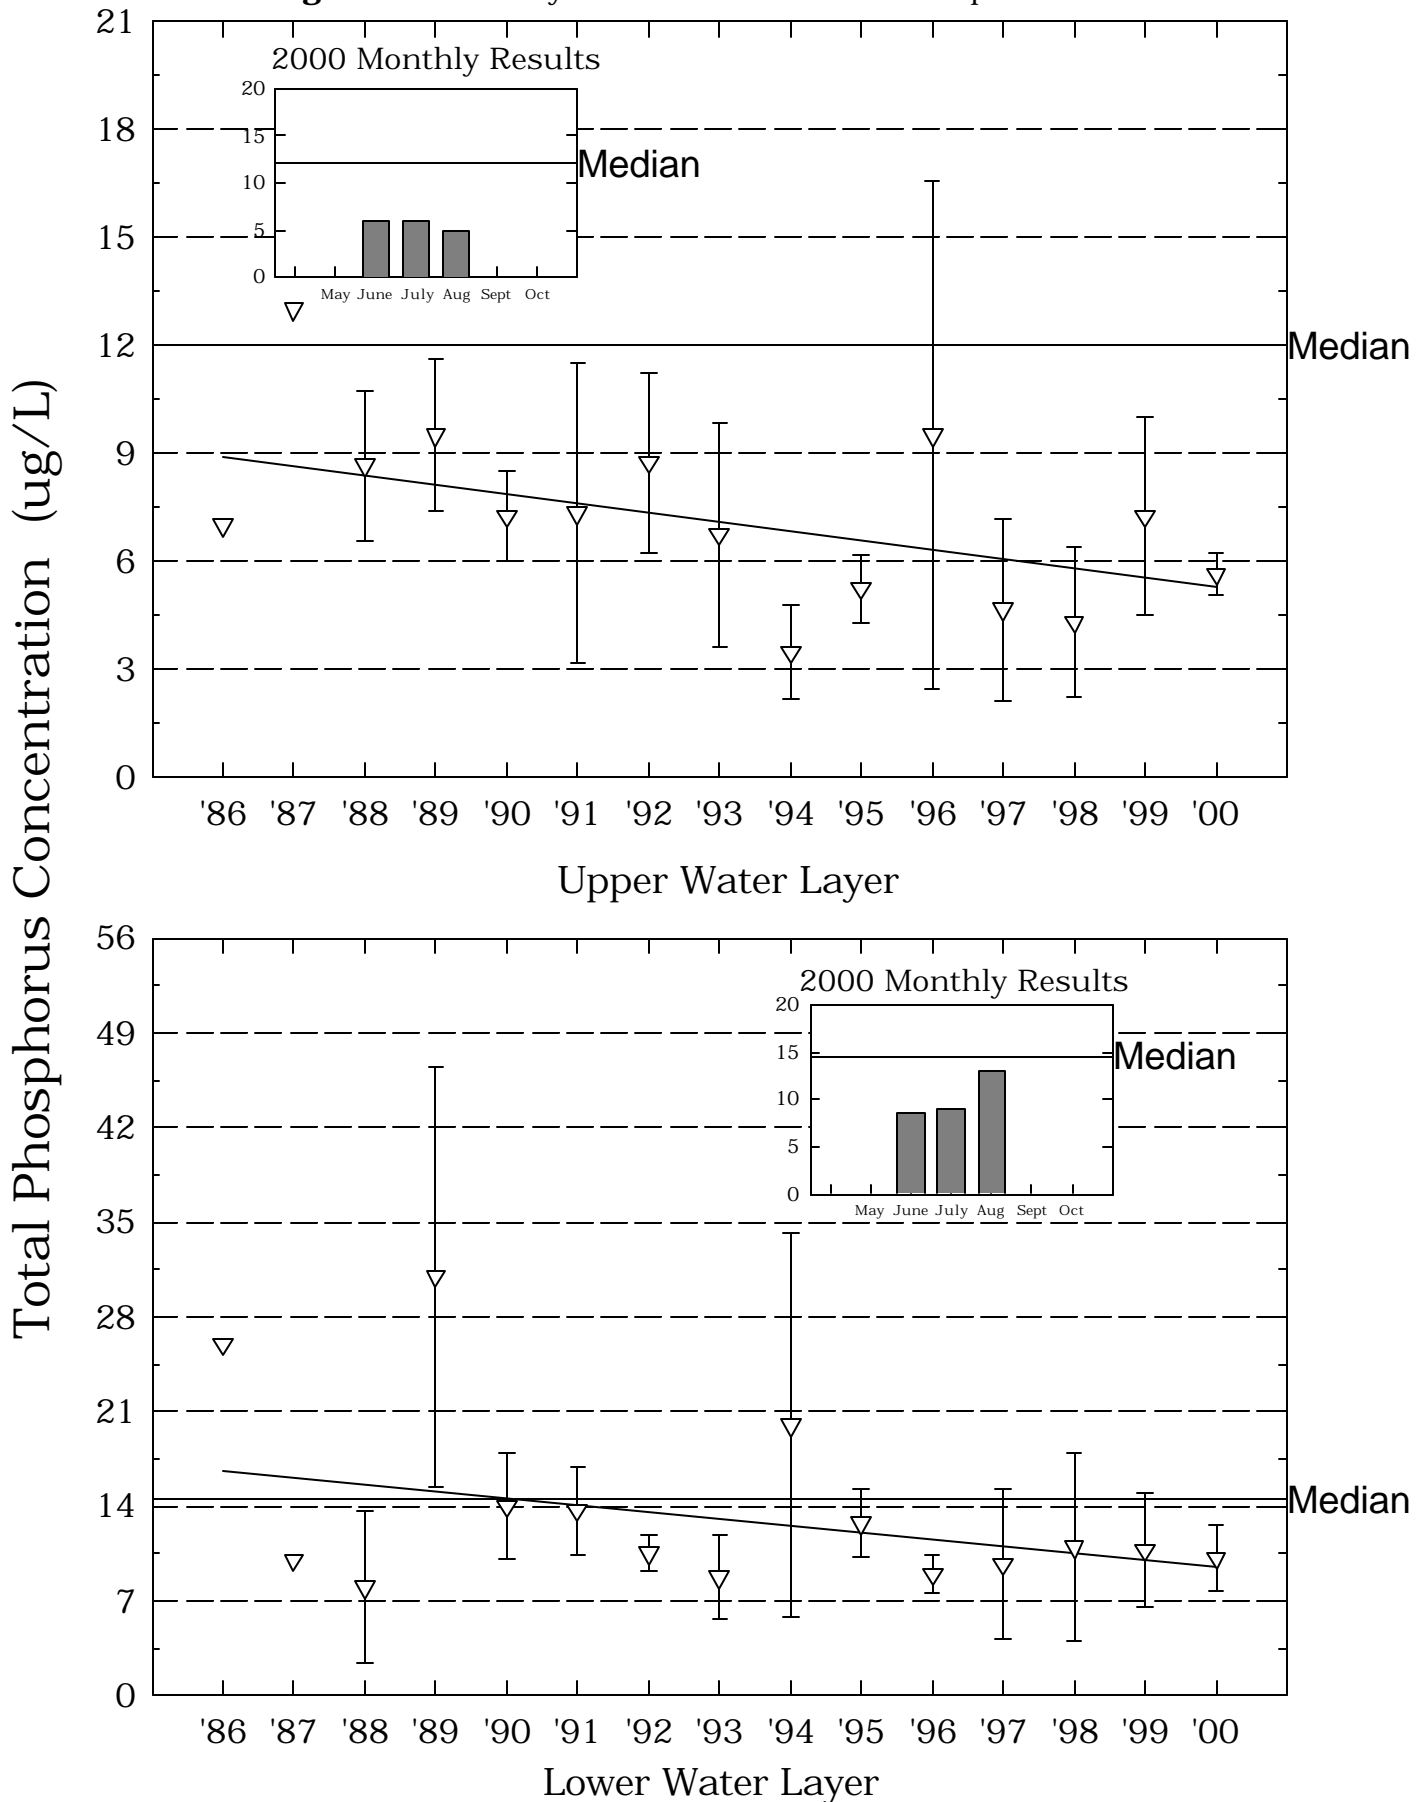 21
2000 Monthly Results
20
18
15
Median
10
15
5
0
May June July Aug Sept Oct
12
Median
9
6
3
0
'86 '87 '88 '89 '90 '91 '92 '93 '94 '95 '96 '97 '98 '99 '00
Upper Water Layer
Total Phosphorus Concentration (ug/L)
56
2000 Monthly Results
20
49
15
Median
10
42
5
0
May June July Aug Sept Oct
35
28
21
14
Median
7
0
'86 '87 '88 '89 '90 '91 '92 '93 '94 '95 '96 '97 '98 '99 '00
Lower Water Layer